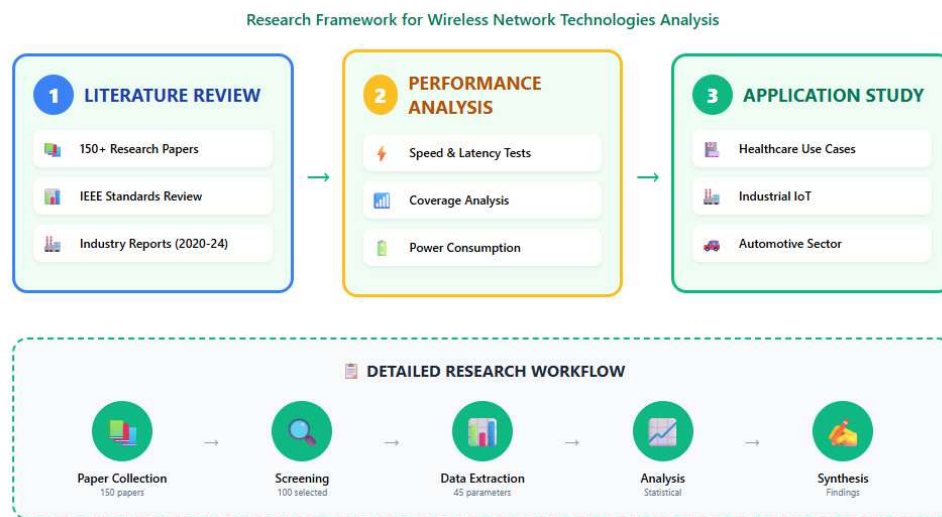 Research Framework for Wireless Network Technologies Analysis
1 LITERATURE REVIEW
150+ Research Papers
IEEE Standards Review
Industry Reports (2020-24)
2 PERFORMANCE
ANALYSIS
Speed & Latency Tests
Coverage Analysis
Power Consumption
3 APPLICATION STUDY
Healthcare Use Cases
Industrial IoT
Automotive Sector
DETAILED RESEARCH WORKFLOW
Paper Collection
150 papers
Screening
100 selected
Data Extraction
45 parameters
Analysis
Statistical
Synthesis
Findings